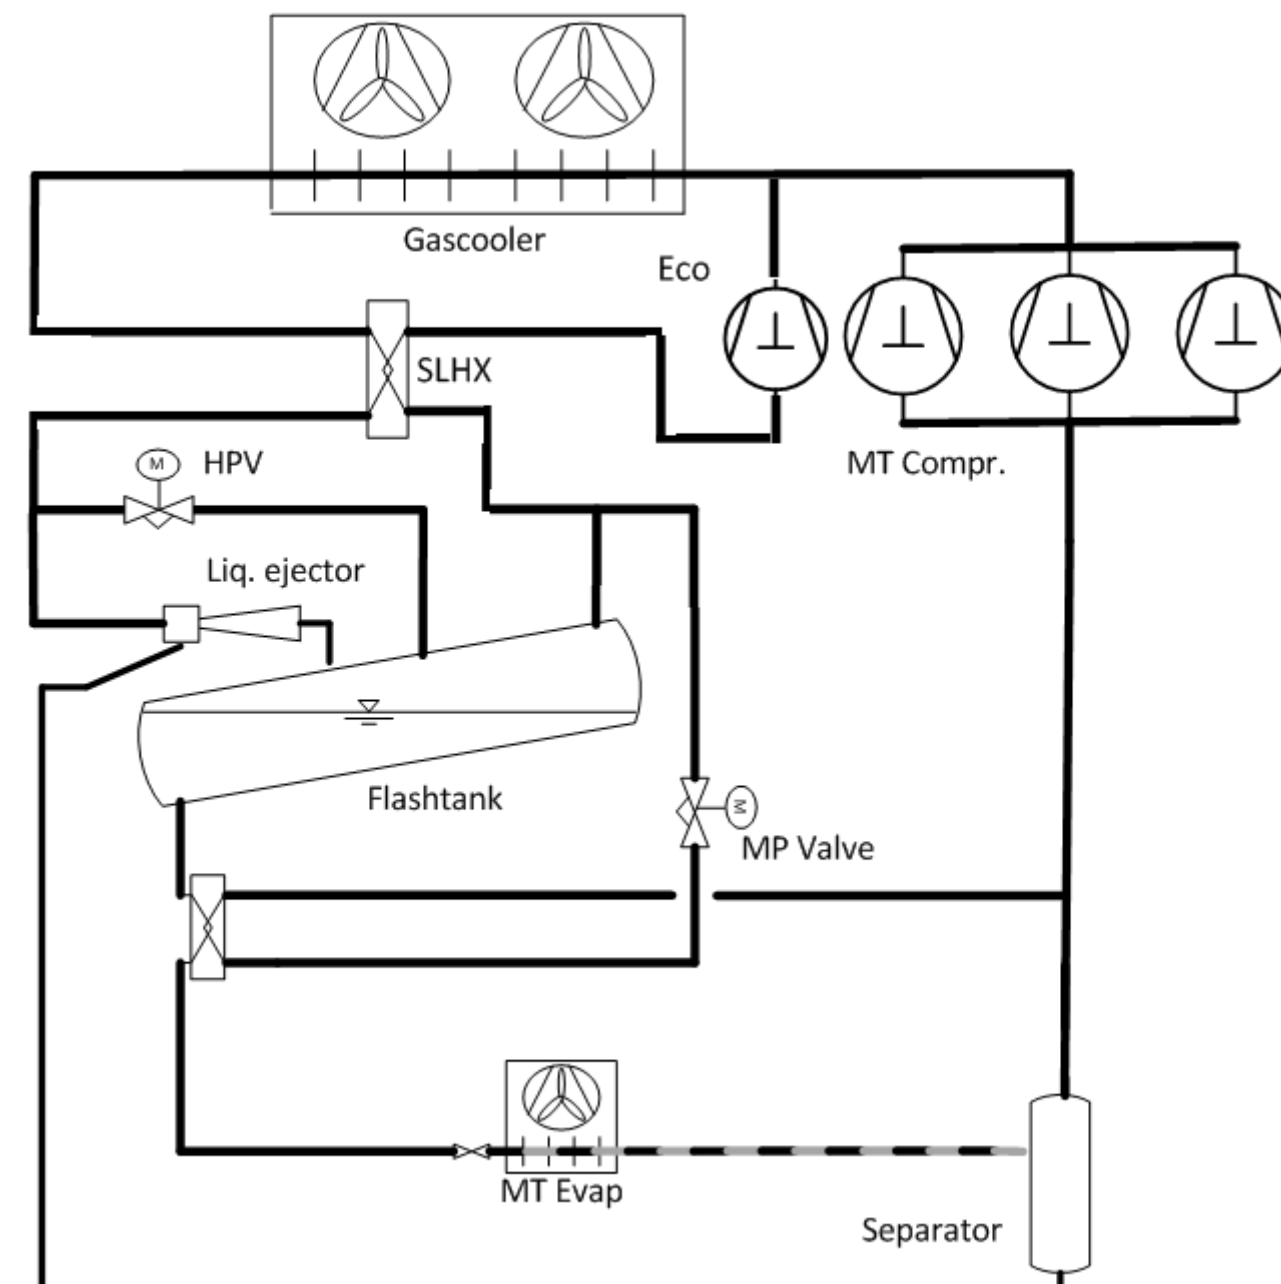 Gascooler
Eco
SLHX
MT Compr.
M
HPV
Liq. ejector
Flashtank
M
MP Valve
MT Evap
Separator